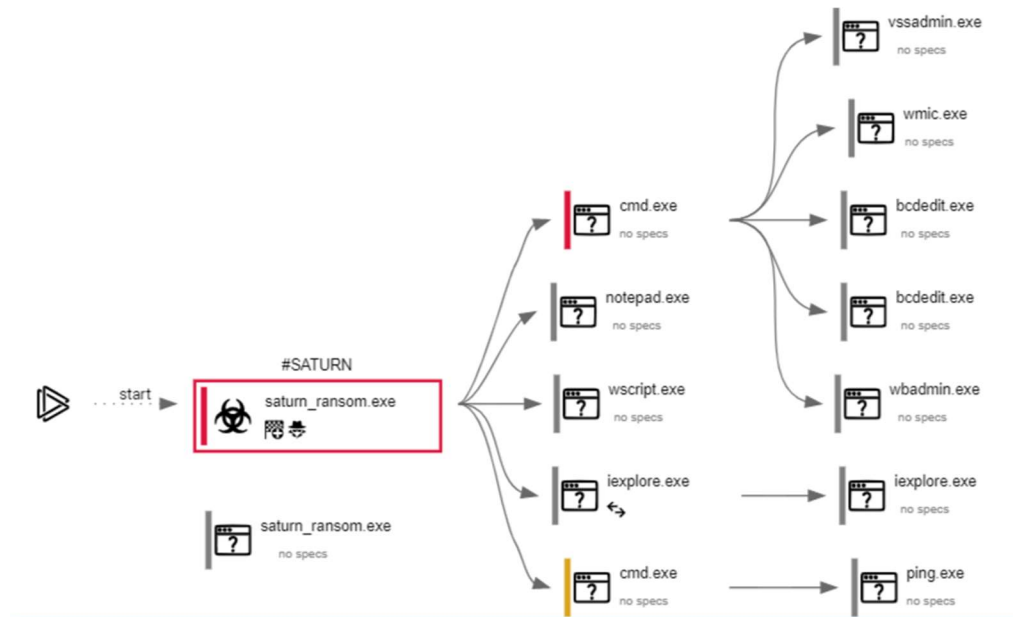 vssadmin.exe
no specs
wmic.exe
no specs
cmd.exe
no specs
bcdedit.exe
no specs
notepad.exe
no specs
bcdedit.exe
no specs
#SATURN
start
saturn_ransom.exe
wscript.exe
no specs
wbadmin.exe
no specs
iexplore.exe
iexplore.exe
no specs
saturn_ransom.exe
no specs
cmd.exe
no specs
ping.exe
no specs